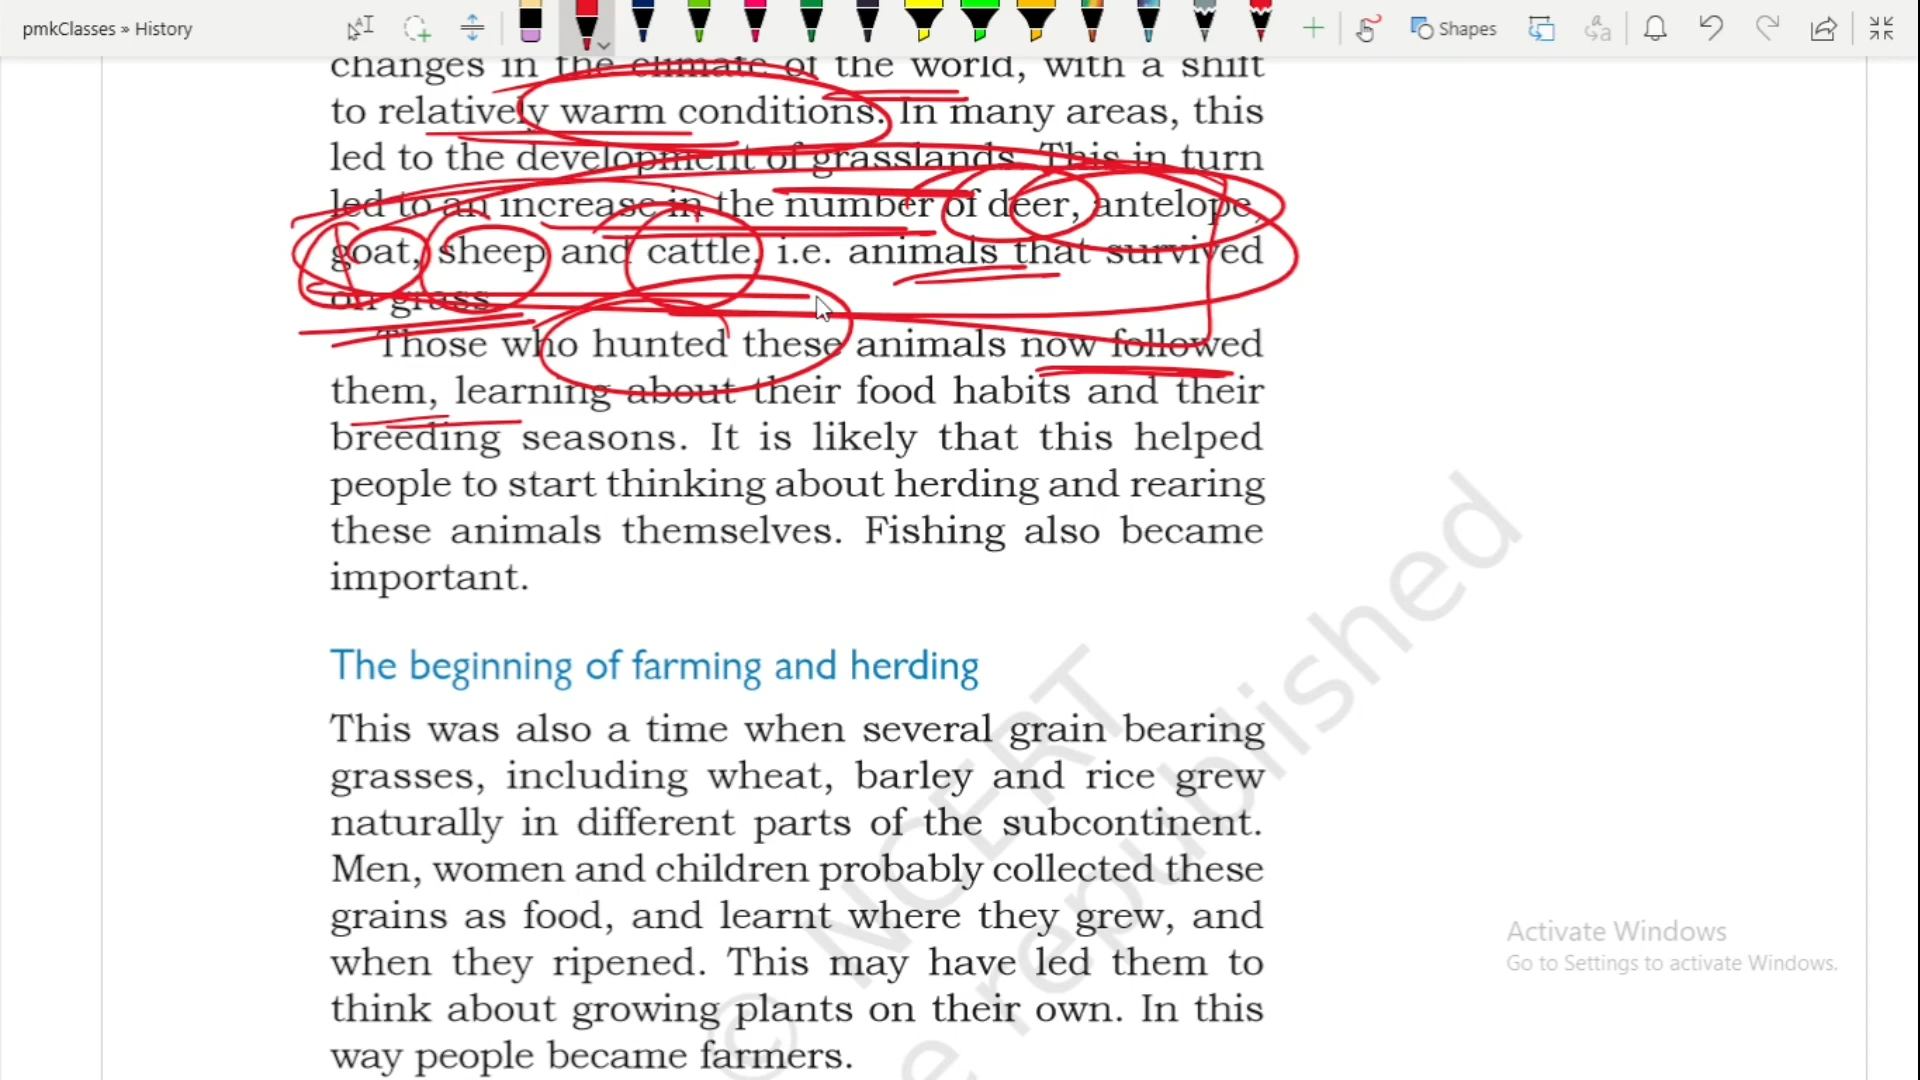 pmkClasses » History
Shapes
changes in the climate of the world, with a shift
to relatively warm conditions. In many areas, this
led to the development of grasslands. This in turn
led to an increase in the number of deer, antelope,
goat, sheep and cattle, i.e. animals that survived
on grass.
Those who hunted these animals now followed
them, learning about their food habits and their
breeding seasons. It is likely that this helped
people to start thinking about herding and rearing
these animals themselves. Fishing also became
important.
The beginning of farming and herding
This was also a time when several grain bearing
grasses, including wheat, barley and rice grew
naturally in different parts of the subcontinent.
Men, women and children probably collected these
grains as food, and learnt where they grew, and
when they ripened. This may have led them to
think about growing plants on their own. In this
way people became farmers.
© NCERT
e republished
Activate Windows
Go to Settings to activate Windows.